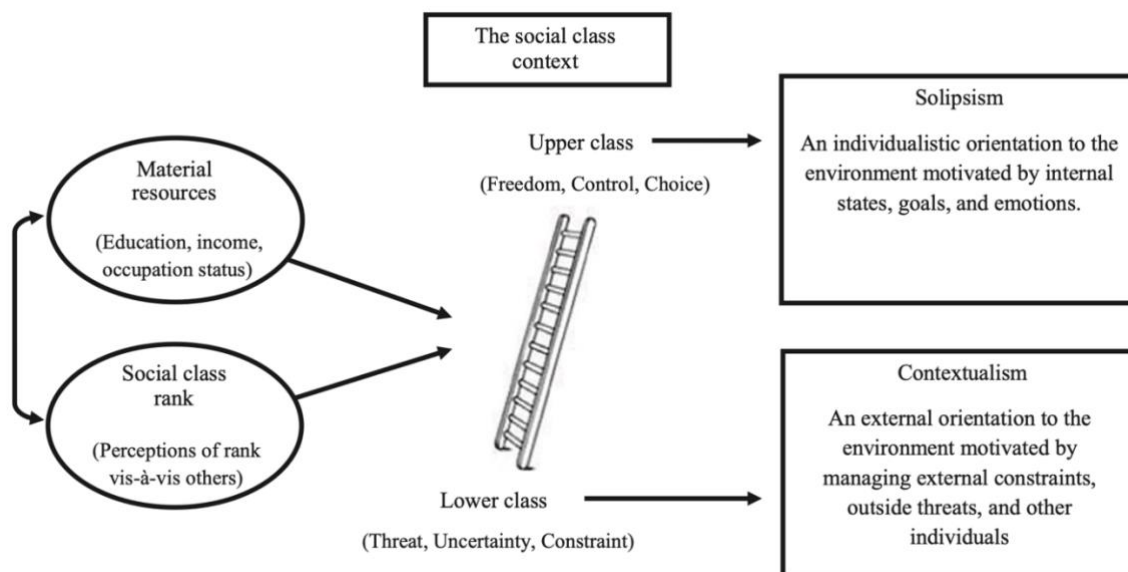 The social class
context
Material
resources
(Education, income,
occupation status)
Social class
rank
(Perceptions of rank
vis-à-vis others)
Upper class
(Freedom, Control, Choice)
Lower class
(Threat, Uncertainty, Constraint)
Solipsism
An individualistic orientation to the
environment motivated by internal
states, goals, and emotions.
Contextualism
An external orientation to the
environment motivated by
managing external constraints,
outside threats, and other
individuals